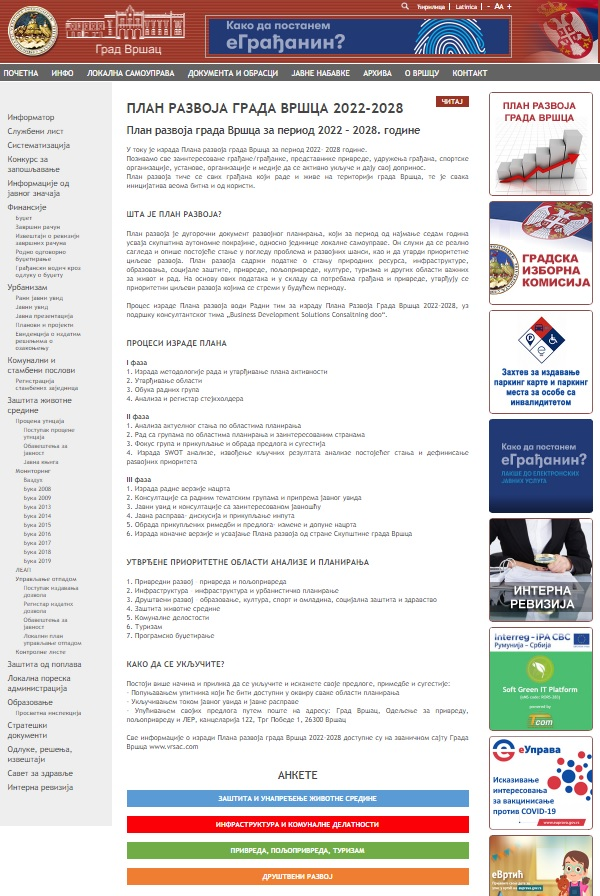 Ћирилица | Latinica | - AA +
Град Вршац
Како да постанем
еГрађанин?
ПОЧЕТНА ИНФО ЛОКАЛНА САМОУПРАВА ДОКУМЕНТА И ОБРАСЦИ ЈАВНЕ НАБАВКЕ АРХИВА О ВРШЦУ КОНТАКТ
Информатор
Службени лист
Систематизација
Конкурс за
запошљавање
Информације од
јавног значаја
Финансије
Буџет
Завршни рачун
Извештаји о ревизији
завршних рачуна
Родно одговорно
буџетирање
Грађански водич кроз
одлуку о буџету
Урбанизам
Рани јавни увид
Јавни увид
Јавна презентација
Планови и пројекти
Евиденција о издатим
решењима о
озакоњењу
Комунални и
стамбени послови
Регистрација
стамбених заједница
Заштита животне
средине
Процена утицаја
Поступак процене
утицаја
Обавештења за
јавност
Јавна књига
Мониторинг
Ваздух
Бука 2008
Бука 2009
Бука 2013
Бука 2014
Бука 2015
Бука 2016
Бука 2017
Бука 2018
Бука 2019
ЛЕАП
Управљање отпадом
Поступак издавања
дозвола
Регистар издатих
дозвола
Обавештења за
јавност
Локални план
управљање отпадом
Контролне листе
Заштита од поплава
Локална пореска
администрација
Образовање
Просветна инспекција
Стратешки
документи
Одлуке, решења,
извештаји
Савет за здравље
Интерна ревизија
ПЛАН РАЗВОЈА ГРАДА ВРШЦА 2022-2028
ЧИТАЈ
План развоја града Вршца за период 2022 – 2028. године
У току је израда Плана развоја града Вршца за период 2022– 2028 године.
Позивамо све заинтересоване грађане/грађанке, представнике привреде, удружења грађана, спортске
организације, установе, организације и медије да се активно укључе и дају свој допринос.
План развоја тиче се свих грађана који раде и живе на територији града Вршца, те је свака
иницијатива веома битна и од користи.
ШТА ЈЕ ПЛАН РАЗВОЈА?
План развоја је дугорочни документ развојног планирања, који за период од најмање седам година
усваја скупштина аутономне покрајине, односно јединице локалне самоуправе. Он служи да се реално
сагледа и опише постојеће стање у погледу проблема и развојних шанси, као и да утврди приоритетне
циљеве развоја. План развоја садржи податке о стању природних ресурса, инфраструктуре,
образовања, социјалне заштите, привреде, пољопривреде, културе, туризма и других области важних
за живот и рад. На основу ових података и у складу са потребама грађана и привреде, утврђују се
приоритетни циљеви развоја којима се стреми у будућем периоду.
Процес израде Плана развоја води Радни тим за израду Плана Развоја Града Вршца 2022-2028, уз
подршку консултантског тима „Business Development Solutions Consaltning doo“.
ПРОЦЕСИ ИЗРАДЕ ПЛАНА
I фаза
1. Израда методологије рада и утврђивање плана активности
2. Утврђивање области
3. Обука радних група
4. Анализа и регистар стејкхолдера
II фаза
1. Анализа актуелног стања по областима планирања
2. Рад са групама по областима планирања и заинтересованим странама
3. Фокус група и прикупљање и обрада предлога и сугестија
4. Израда SWOT анализе, извођење кључних резултата анализе постојећег стања и дефинисање
развојних приоритета
III фаза
1. Израда радне верзије нацрта
2. Консултације са радним тематским групама и припрема јавног увида
3. Јавни увид и консултације са заинтересованом јавношћу
4. Јавна расправа- дискусија и прикупљање инпута
5. Обрада прикупљених римедби и предлога- измене и допуне нацрта
6. Израда коначне верзије и усвајање Плана развоја од стране Скупштине града Вршца
УТВРЂЕНЕ ПРИОРИТЕТНЕ ОБЛАСТИ АНАЛИЗЕ И ПЛАНИРАЊА
1. Привредни развој – привреда и пољопривреда
2. Инфраструктура – инфраструктура и урбанистичко планирање
3. Друштвени развој – образовање, култура, спорт и омладина, социјална заштита и здравство
4. Заштита животне средине
5. Комуналне делатости
6. Туризам
7. Програмско буџетирање
КАКО ДА СЕ УКЉУЧИТЕ?
Постоји више начина и прилика да се укључите и искажете своје предлоге, примедбе и сугестије:
– Попуњавањем упитника који ће бити доступни у оквиру сваке области планирања
– Укључивањем током јавног увида и јавне расправе
– Упућивањем својих предлога путем поште на адресу: Град Вршац, Одељење за привреду,
пољопривреду и ЛЕР, канцеларија 122, Трг Победе 1, 26300 Вршац
Све информације о изради Плана развоја града Вршца 2022-2028 доступне су на званичном сајту Града
Вршца www.vrsac.com
АНКЕТЕ
ЗАШТИТА И УНАПРЕЂЕЊЕ ЖИВОТНЕ СРЕДИНЕ
ИНФРАСТРУКТУРА И КОМУНАЛНЕ ДЕЛАТНОСТИ
ПРИВРЕДА, ПОЉОПРИВРЕДА, ТУРИЗАМ
ДРУШТВЕНИ РАЗВОЈ
ПЛАН РАЗВОЈА
ГРАДА ВРШЦА
ГРАДСКА
ИЗБОРНА
КОМИСИЈА
Захтев за издавање
паркинг карте и паркинг
места за особе са
инвалидитетом
Како да постанем
еГрађанин?
ЛАКШЕ ДО ЕЛЕКТРОНСКИХ
ЈАВНИХ УСЛУГА
ИНТЕРНА
РЕВИЗИЈА
Interreg - IPA CBC
Румунија - Србија
Soft Green IT Platform
powered by
Tcom
еУправа
Исказивање
интересовања
за вакцинисање
против COVID-19
www.euprava.gov.rs
еВртић